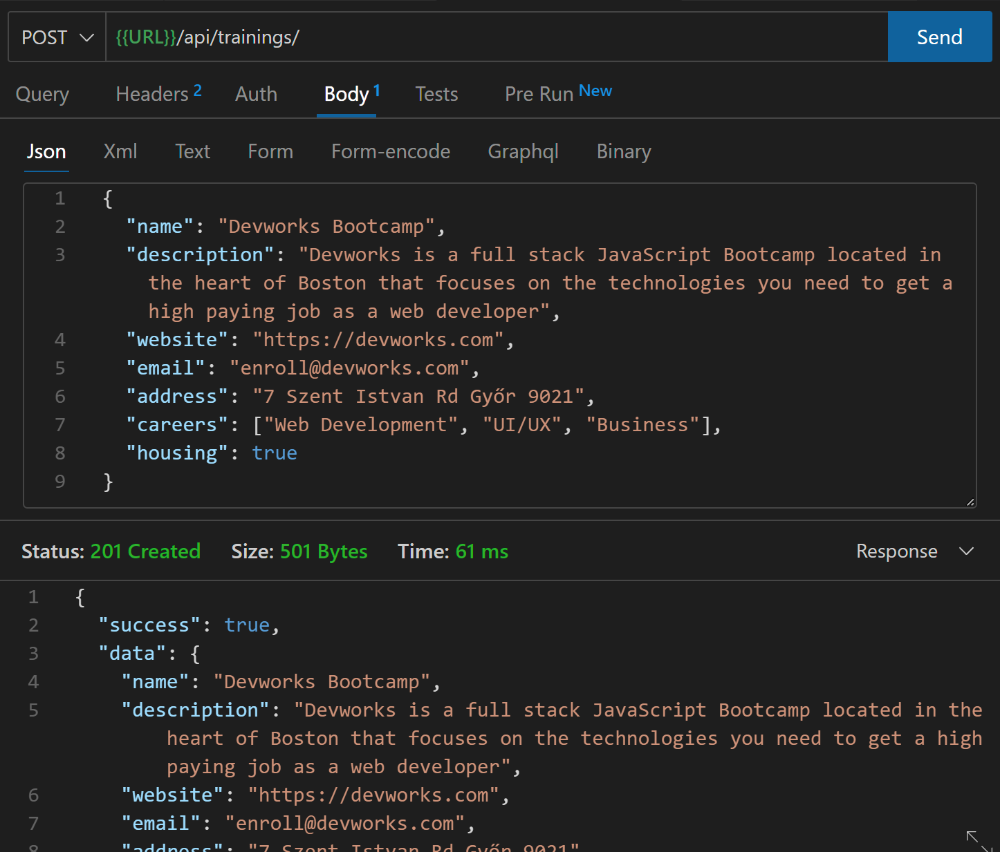 POST {{URL}}/api/trainings/ Send
Query Headers 2 Auth Body 1 Tests Pre Run New
Json Xml Text Form Form-encode Graphql Binary
1 {
2 "name": "Devworks Bootcamp",
3 "description": "Devworks is a full stack JavaScript Bootcamp located in
the heart of Boston that focuses on the technologies you need to get a
high paying job as a web developer",
4 "website": "https://devworks.com",
5 "email": "enroll@devworks.com",
6 "address": "7 Szent Istvan Rd Győr 9021",
7 "careers": ["Web Development", "UI/UX", "Business"],
8 "housing": true
9 }
Status: 201 Created Size: 501 Bytes Time: 61 ms Response
1 {
2 "success": true,
3 "data": {
4 "name": "Devworks Bootcamp",
5 "description": "Devworks is a full stack JavaScript Bootcamp located in the
heart of Boston that focuses on the technologies you need to get a high
paying job as a web developer",
6 "website": "https://devworks.com",
7 "email": "enroll@devworks.com",
8 "address": "7 Szent Istvan Rd Győr 9021"